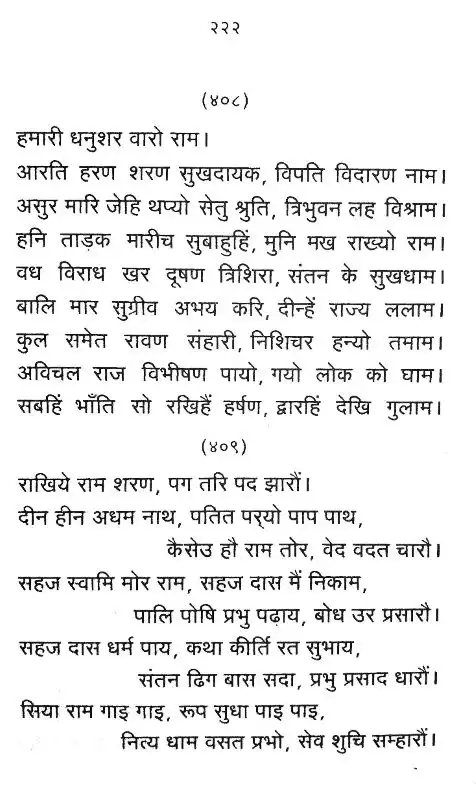 २२२
(४०८)
हमारी धनुशर वारो राम।
आरति हरण शरण सुखदायक, विपति विदारण नाम।
असुर मारि जेहि थप्यो सेतु श्रुति, त्रिभुवन लह विश्राम।
हनि ताड़क मारीच सुबाहुहिं, मुनि मख राख्यो राम।
वध विराध खर दूषण त्रिशिरा, संतन के सुखधाम।
बालि मार सुग्रीव अभय करि, दीन्हें राज्य ललाम।
कुल समेत रावण संहारी, निशिचर हन्यो तमाम।
अविचल राज विभीषण पायो, गयो लोक को घाम।
सबहिं भाँति सो रखिहैं हर्षण, द्वारहिं देखि गुलाम।
(४०९)
राखिये राम शरण, पग तरि पद झारौं।
दीन हीन अधम नाथ, पतित पर्‌यो पाप पाथ,
कैसेउ हौ राम तोर, वेद वदत चारौ।
सहज स्वामि मोर राम, सहज दास मैं निकाम,
पालि पोषि प्रभु पढ़ाय, बोध उर प्रसारौ।
सहज दास धर्म पाय, कथा कीर्ति रत सुभाय,
संतन ढिग बास सदा, प्रभु प्रसाद धारौं।
सिया राम गाइ गाइ, रूप सुधा पाइ पाइ,
नित्य धाम वसत प्रभो, सेव शुचि सम्हारौं।